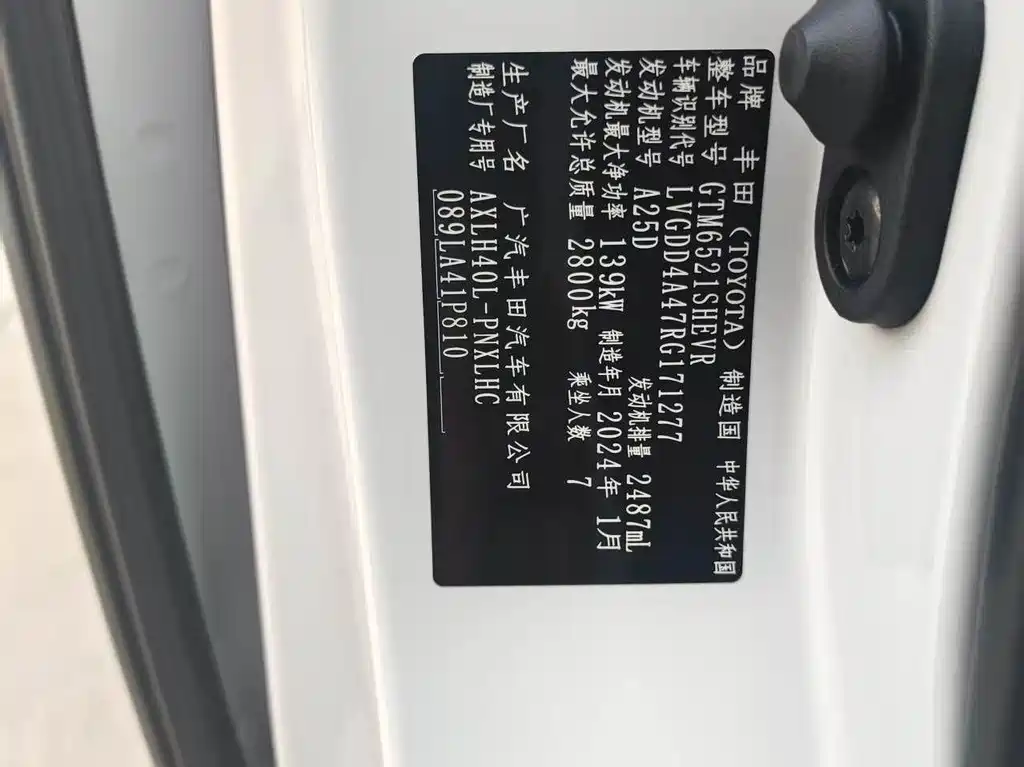 品牌 丰田（TOYOTA） 制造国 中华人民共和国
整车型号 GTM6521SHEVR
车辆识别代号 LVGDD4A47RG171277
发动机型号 A25D 发动机排量 2487mL
发动机最大净功率 139kW 制造年月 2024年 1月
最大允许总质量 2800kg 乘坐人数 7
生产厂名 广汽丰田汽车有限公司
制造厂专用号 AXLH40L-PNXLHC
089LA41P810